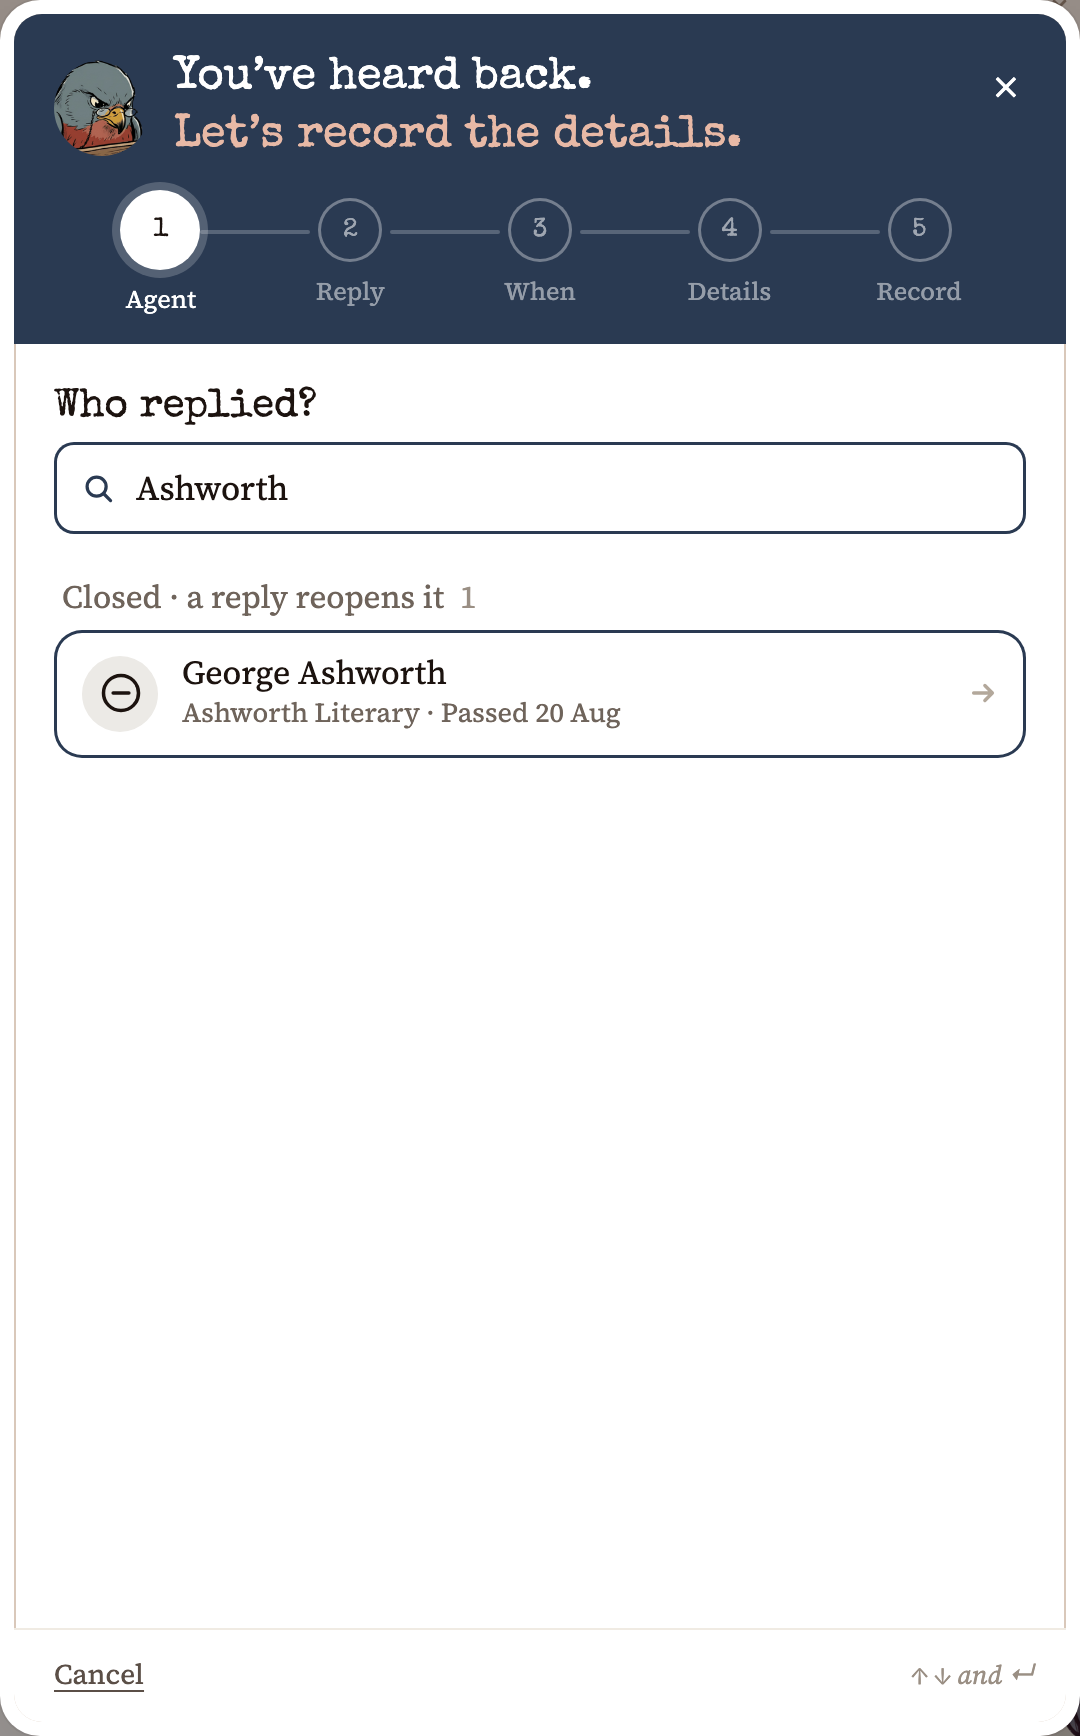 You’ve heard back.
Let’s record the details.
1
2
3
4
5
Agent
Reply
When
Details
Record
Who replied?
Ashworth
Closed · a reply reopens it 1
George Ashworth
Ashworth Literary · Passed 20 Aug
Cancel
↑↓ and ↵